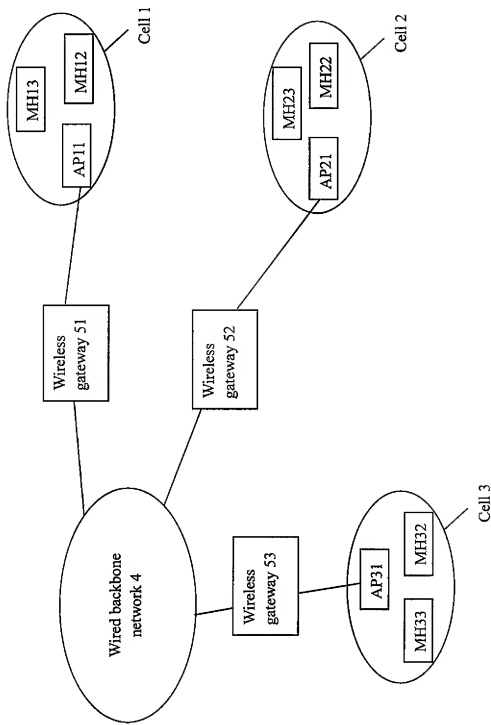 Wired backbone
network 4
Wireless
gateway 51
AP11
MH13
MH12
Cell 1
Wireless
gateway 52
AP21
MH23
MH22
Cell 2
Wireless
gateway 53
AP31
MH33
MH32
Cell 3